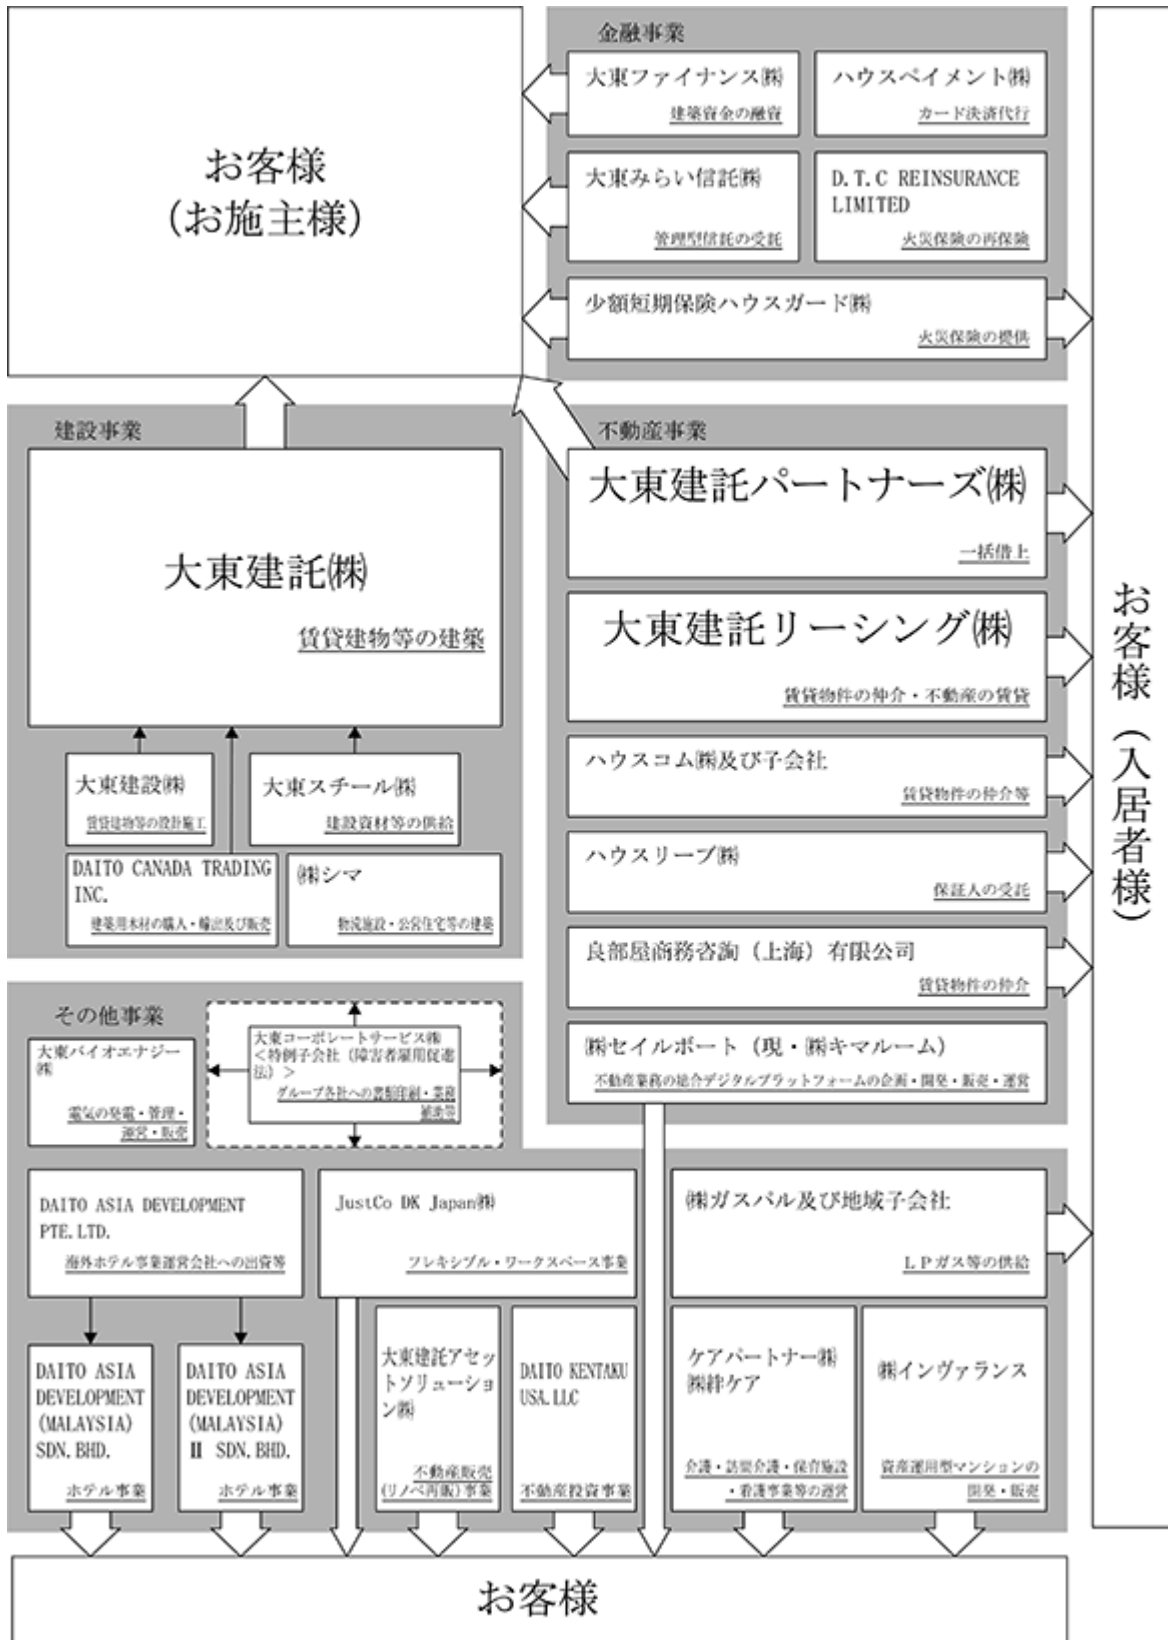 お客様
（お施主様）
金融事業
大東ファイナンス㈱
建築資金の融資
ハウスペイメント㈱
カード決済代行
大東みらい信託㈱
管理型信託の受託
D.T.C REINSURANCE
LIMITED
火災保険の再保険
少額短期保険ハウスガード㈱
火災保険の提供
建設事業
大東建託㈱
賃貸建物等の建築
大東建設㈱
賃貸建物等の設計施工
大東スチール㈱
建設資材等の供給
DAITO CANADA TRADING
INC.
建築用木材の購入・輸出及び販売
㈱シマ
物流施設・公営住宅等の建築
不動産事業
大東建託パートナーズ㈱
一括借上
大東建託リーシング㈱
賃貸物件の仲介・不動産の賃貸
ハウスコム㈱及び子会社
賃貸物件の仲介等
ハウスリーブ㈱
保証人の受託
良部屋商務咨詢（上海）有限公司
賃貸物件の仲介
㈱セイルボート（現・㈱キマルーム）
不動産業務の総合デジタルプラットフォームの企画・開発・販売・運営
お客様（入居者様）
その他事業
大東バイオエナジー
㈱
電気の発電・管理・
運営・販売
大東コーポレートサービス㈱
＜特例子会社（障害者雇用促進
法）＞
グループ各社への書類印刷・業務
補助等
DAITO ASIA DEVELOPMENT
PTE.LTD.
海外ホテル事業運営会社への出資等
JustCo DK Japan㈱
フレキシブル・ワークスペース事業
㈱ガスパル及び地域子会社
ＬＰガス等の供給
DAITO ASIA
DEVELOPMENT
(MALAYSIA)
SDN.BHD.
ホテル事業
DAITO ASIA
DEVELOPMENT
(MALAYSIA)
Ⅱ SDN.BHD.
ホテル事業
大東建託アセッ
トソリューショ
ン㈱
不動産販売
(リノベ再販)事業
DAITO KENTAKU
USA.LLC
不動産投資事業
ケアパートナー㈱
㈱絆ケア
介護・訪問介護・保育施設
・看護事業等の運営
㈱インヴァランス
資産運用型マンションの
開発・販売
お客様